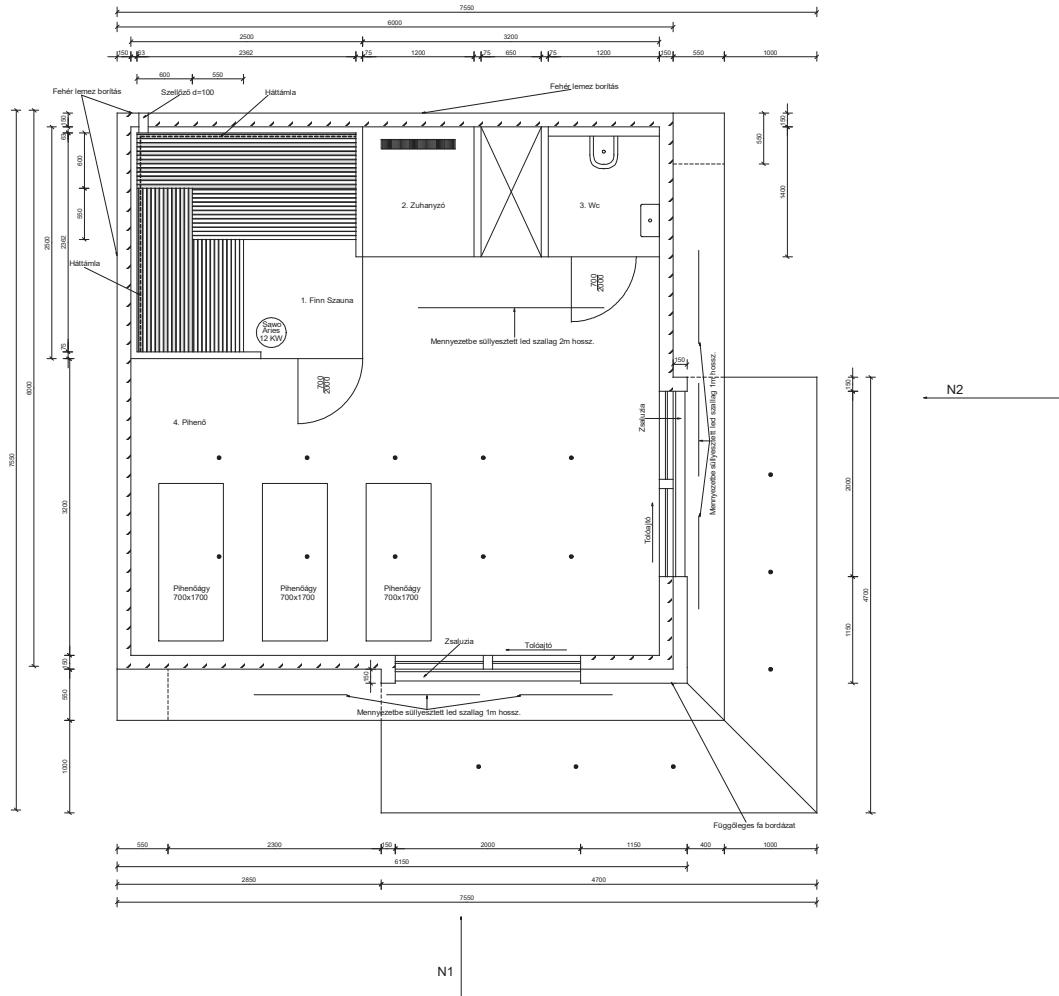 7550
6000
2500
3200
150
63
2362
75
1200
75
650
75
1200
150
550
1000
600
550
Fehér lemez borítás
Szellőző d=100
Háttámla
Fehér lemez borítás
150
63
600
550
2500
2362
75
6000
7550
3200
150
550
1000
Háttámla
2. Zuhanyzó
3. Wc
1. Finn Szauna
Sawo
Aries
12 KW
700
2000
700
2000
Mennyezetbe süllyesztett led szallag 2m hossz.
4. Pihenő
Pihenőágy
700x1700
Pihenőágy
700x1700
Pihenőágy
700x1700
Zsaluzia
Tolóajtó
150
Mennyezetbe süllyesztett led szallag 1m hossz.
Zsaluzia
Tolóajtó
150
Mennyezetbe süllyesztett led szallag 1m hossz.
550
150
1400
150
2000
1150
4700
N2
Függőleges fa bordázat
550
2300
150
2000
1150
400
1000
6150
2850
4700
7550
N1